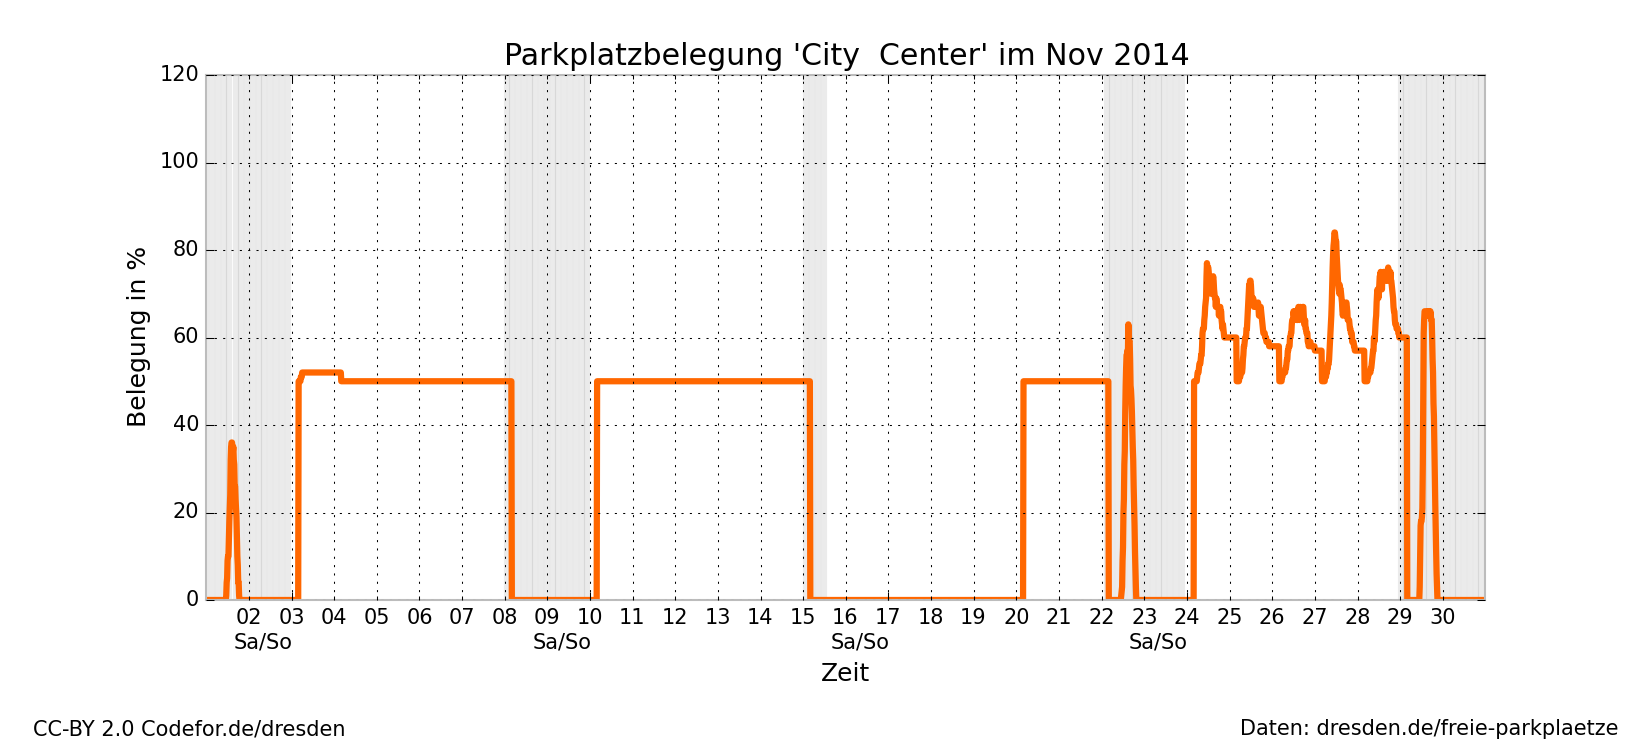 Parkplatzbelegung 'City  Center' im Nov 2014
Belegung in %
120
100
80
60
40
20
0
02 03 04 05 06 07 08 09 10 11 12 13 14 15 16 17 18 19 20 21 22 23 24 25 26 27 28 29 30
Sa/So Sa/So Sa/So Sa/So
Zeit
CC-BY 2.0 Codefor.de/dresden
Daten: dresden.de/freie-parkplaetze